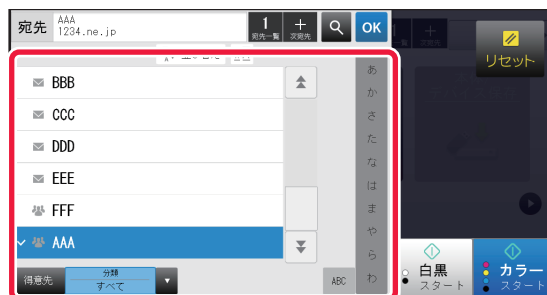 宛先
AAA
1234.ne.jp
1
宛先一覧
次宛先
OK
リセット
BBB
CCC
DDD
EEE
FFF
AAA
あ
か
さ
た
な
は
ま
や
ら
わ
得意先
分類
すべて
ABC
白黒
スタート
カラー
スタート